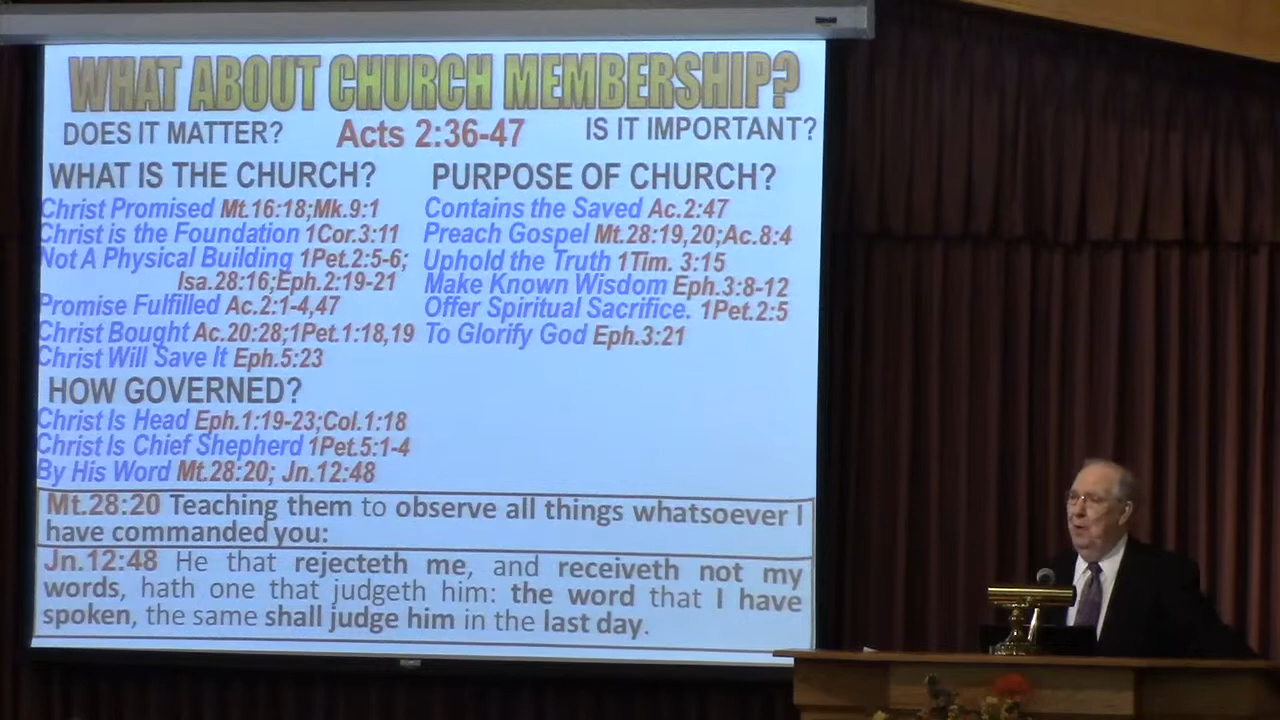 WHAT ABOUT CHURCH MEMBERSHIP?
DOES IT MATTER? Acts 2:36-47 IS IT IMPORTANT?
WHAT IS THE CHURCH?
Christ Promised Mt.16:18;Mk.9:1
Christ is the Foundation 1Cor.3:11
Not A Physical Building 1Pet.2:5-6;
Isa.28:16;Eph.2:19-21
Promise Fulfilled Ac.2:1-4,47
Christ Bought Ac.20:28;1Pet.1:18,19
Christ Will Save It Eph.5:23
HOW GOVERNED?
Christ Is Head Eph.1:19-23;Col.1:18
Christ Is Chief Shepherd 1Pet.5:1-4
By His Word Mt.28:20; Jn.12:48
PURPOSE OF CHURCH?
Contains the Saved Ac.2:47
Preach Gospel Mt.28:19,20;Ac.8:4
Uphold the Truth 1Tim. 3:15
Make Known Wisdom Eph.3:8-12
Offer Spiritual Sacrifice. 1Pet.2:5
To Glorify God Eph.3:21
Mt.28:20 Teaching them to observe all things whatsoever I
have commanded you:
Jn.12:48 He that rejecteth me, and receiveth not my
words, hath one that judgeth him: the word that I have
spoken, the same shall judge him in the last day.